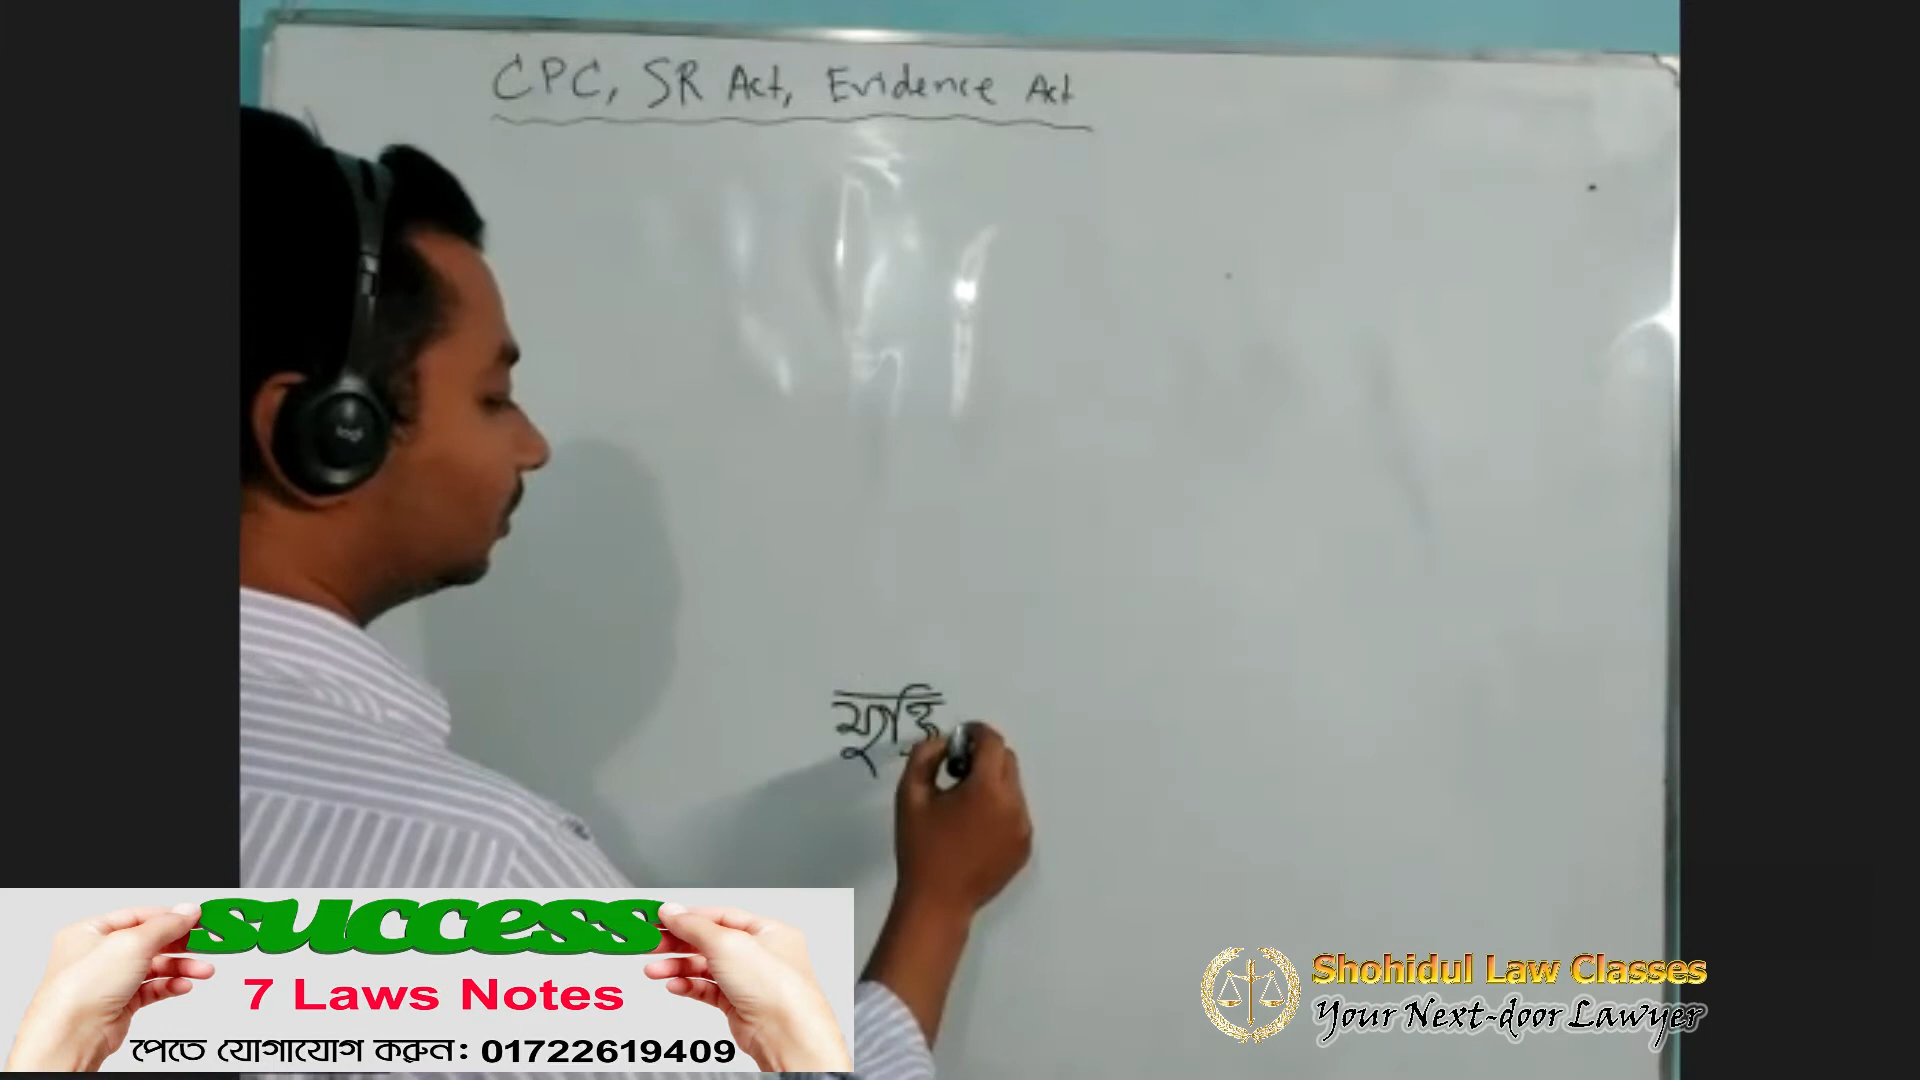 CPC, SR Act, Evidence Act
success
7 Laws Notes
পেতে যোগাযোগ করুন: 01722619409
Shohidul Law Classes
Your Next-door Lawyer